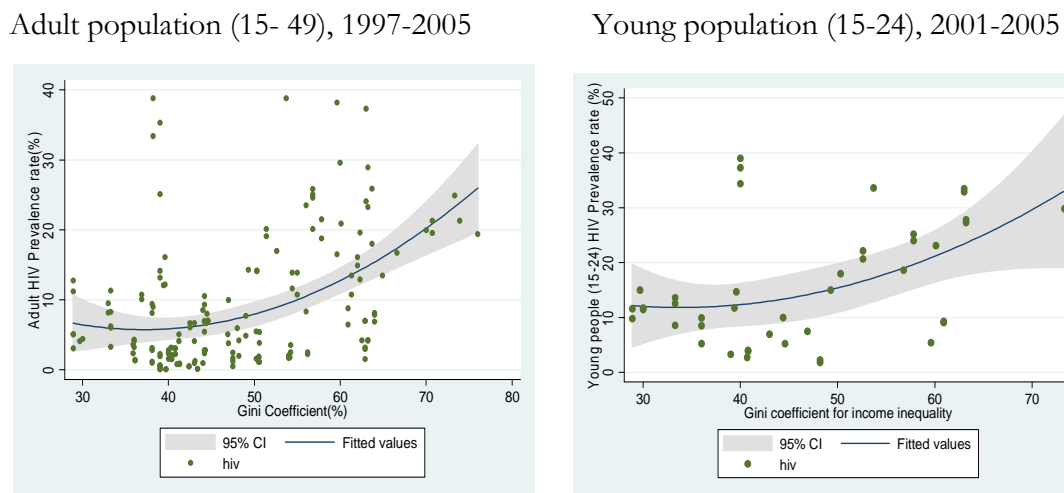 Adult population (15- 49), 1997-2005
Adult HIV Prevalence rate(%)
40
30
20
10
0
30 40 50 60 70 80
Gini Coefficient(%)
95% CI Fitted values
hiv
Young population (15-24), 2001-2005
Young people (15-24) HIV Prevalence rate (%)
50
40
30
20
10
0
30 40 50 60 70
Gini coefficient for income inequality
95% CI Fitted values
hiv